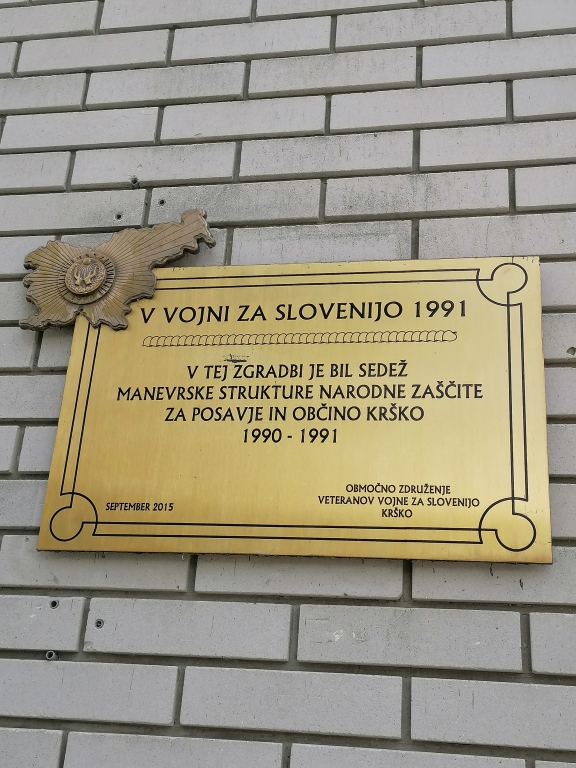 V VOJNI ZA SLOVENIJO 1991
V TEJ ZGRADBI JE BIL SEDEŽ
MANEVRSKE STRUKTURE NARODNE ZAŠČITE
ZA POSAVJE IN OBČINO KRŠKO
1990 - 1991
SEPTEMBER 2015
OBMOČNO ZDRUŽENJE
VETERANOV VOJNE ZA SLOVENIJO
KRŠKO